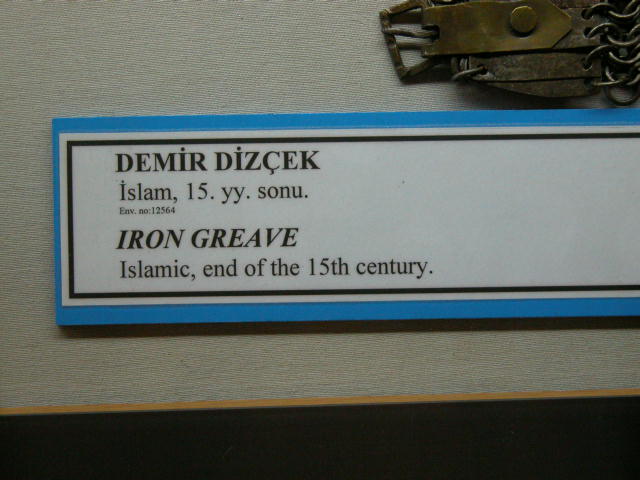 DEMİR DİZÇEK
İslam, 15. yy. sonu.
Env. no:12564
IRON GREAVE
Islamic, end of the 15th century.